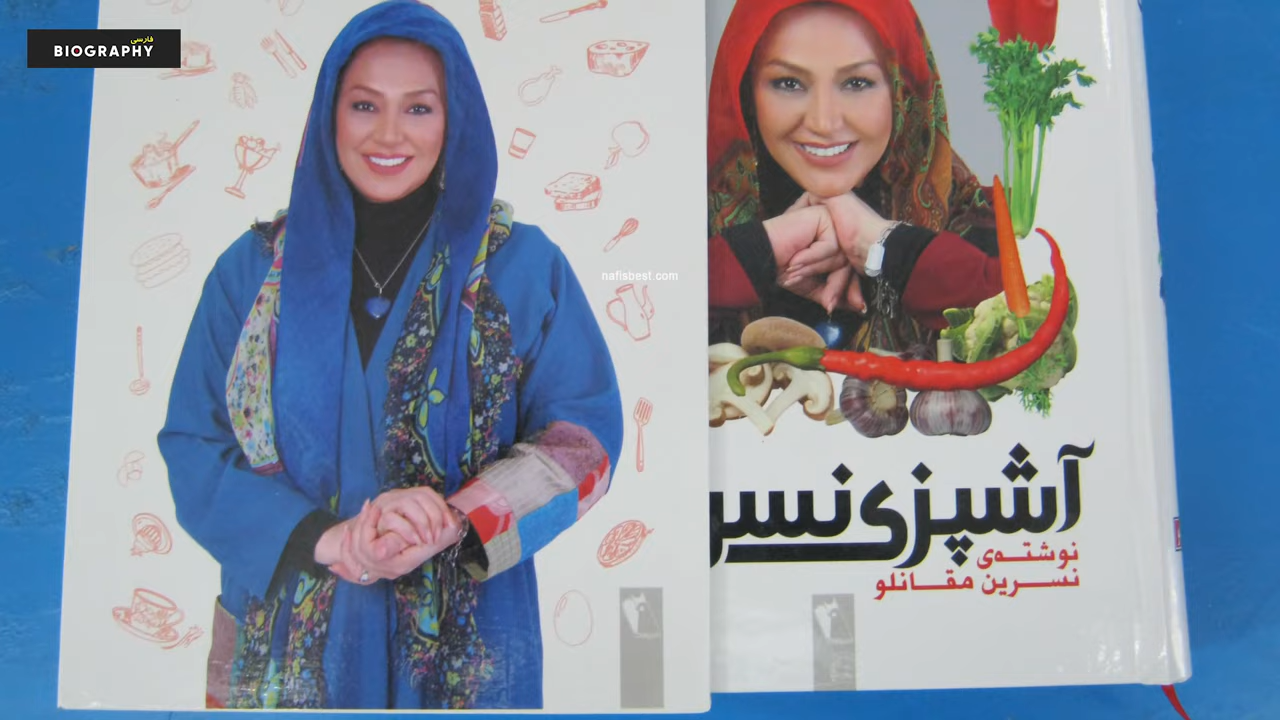 فارسی
BIOGRAPHY
nafisbest.com
آشپزی نسر
نوشته‌ی
نسرین مقانلو